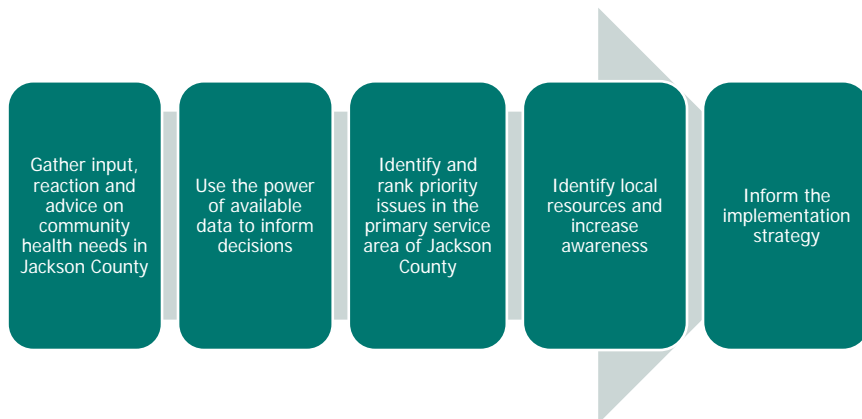 Gather input,
reaction and
advice on
community
health needs in
Jackson County
Use the power
of available
data to inform
decisions
Identify and
rank priority
issues in the
primary service
area of Jackson
County
Identify local
resources and
increase
awareness
Inform the
implementation
strategy